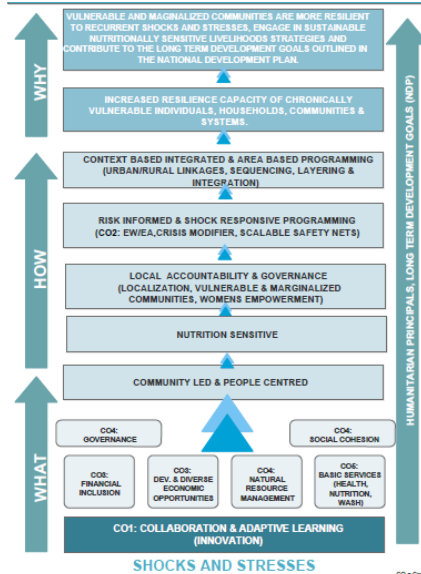 VULNERABLE AND MAGINALIZED COMMUNITIES ARE MORE RESILIENT
TO RECURRENT SHOCKS AND STRESSES, ENGAGE IN SUSTAINABLE
NUTRITIONALLY SENSITIVE LIVELIHOODS STRATEGIES AND
CONTRIBUTE TO THE LONG TERM DEVELOPMENT GOALS OUTLINED IN
THE NATIONAL DEVELOPMENT PLAN.
WHY
INCREASED RESILIENCE CAPACITY OF CHRONICALLY
VULNERABLE INDIVIDUALS, HOUSEHOLDS, COMMUNITIES &
SYSTEMS.
CONTEXT BASED INTEGRATED & AREA BASED PROGRAMMING
(URBAN/RURAL LINKAGES, SEQUENCING, LAYERING &
INTEGRATION)
RISK INFORMED & SHOCK RESPONSIVE PROGRAMMING
(CO2: EW/EA,CRISIS MODIFIER, SCALABLE SAFETY NETS)
HOW
LOCAL ACCOUNTABILITY & GOVERNANCE
(LOCALIZATION, VULNERABLE & MARGINALIZED
COMMUNITIES, WOMENS EMPOWERMENT)
NUTRITION SENSITIVE
COMMUNITY LED & PEOPLE CENTRED
HUMANITARIAN PRINCIPALS, LONG TERM DEVELOPMENT GOALS (NDP)
WHAT
CO4:
GOVERNANCE
CO4:
SOCIAL COHESION
CO3:
FINANCIAL
INCLUSION
CO3:
DEV. & DIVERSE
ECONOMIC
OPPORTUNITIES
CO4:
NATURAL
RESOURCE
MANAGEMENT
CO5:
BASIC SERVICES
(HEALTH,
NUTRITION,
WASH)
CO1: COLLABORATION & ADAPTIVE LEARNING
(INNOVATION)
SHOCKS AND STRESSES